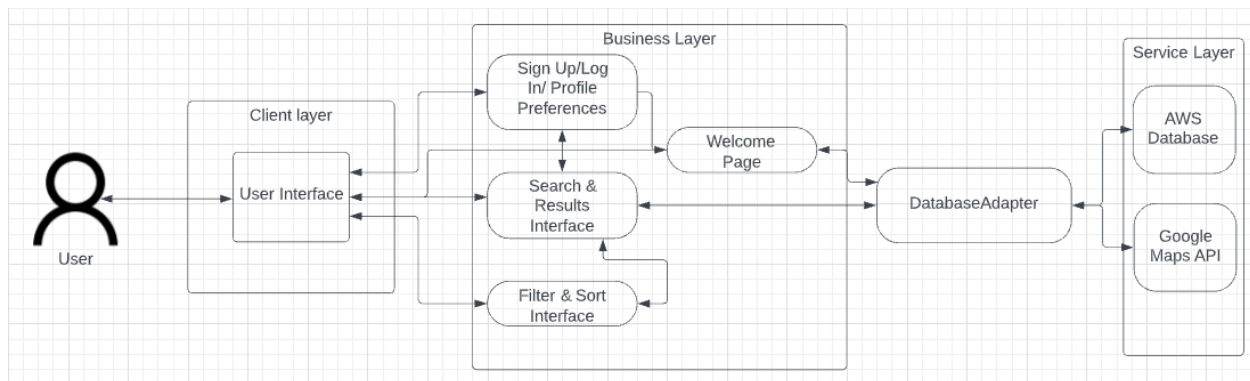 Business Layer
Service Layer
Client layer
Sign Up/Log
In/ Profile
Preferences
AWS
Database
Welcome
Page
User Interface
Search &
Results
Interface
DatabaseAdapter
User
Google
Maps API
Filter & Sort
Interface